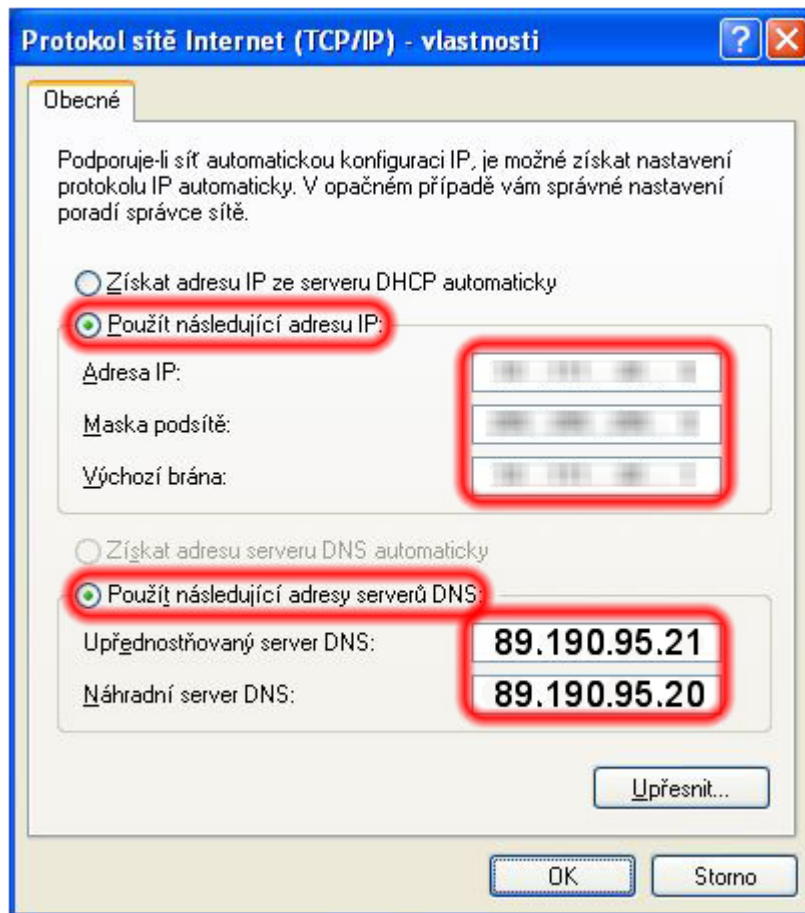 Protokol sítě Internet (TCP/IP) - vlastnosti
Obecné
Podporuje-li síť automatickou konfiguraci IP, je možné získat nastavení
protokolu IP automaticky. V opačném případě vám správné nastavení
poradí správce sítě.
Získat adresu IP ze serveru DHCP automaticky
Použít následující adresu IP:
Adresa IP:
Maska podsítě:
Výchozí brána:
Získat adresu serveru DNS automaticky
Použít následující adresy serverů DNS:
Upřednostňovaný server DNS: 89.190.95.21
Náhradní server DNS: 89.190.95.20
Upřesnit...
OK Storno